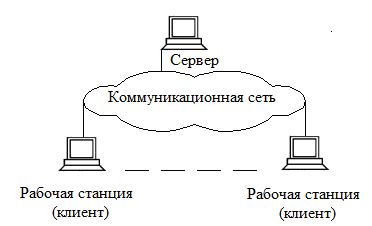 Сервер
Коммуникационная сеть
Рабочая станция
(клиент)
Рабочая станция
(клиент)